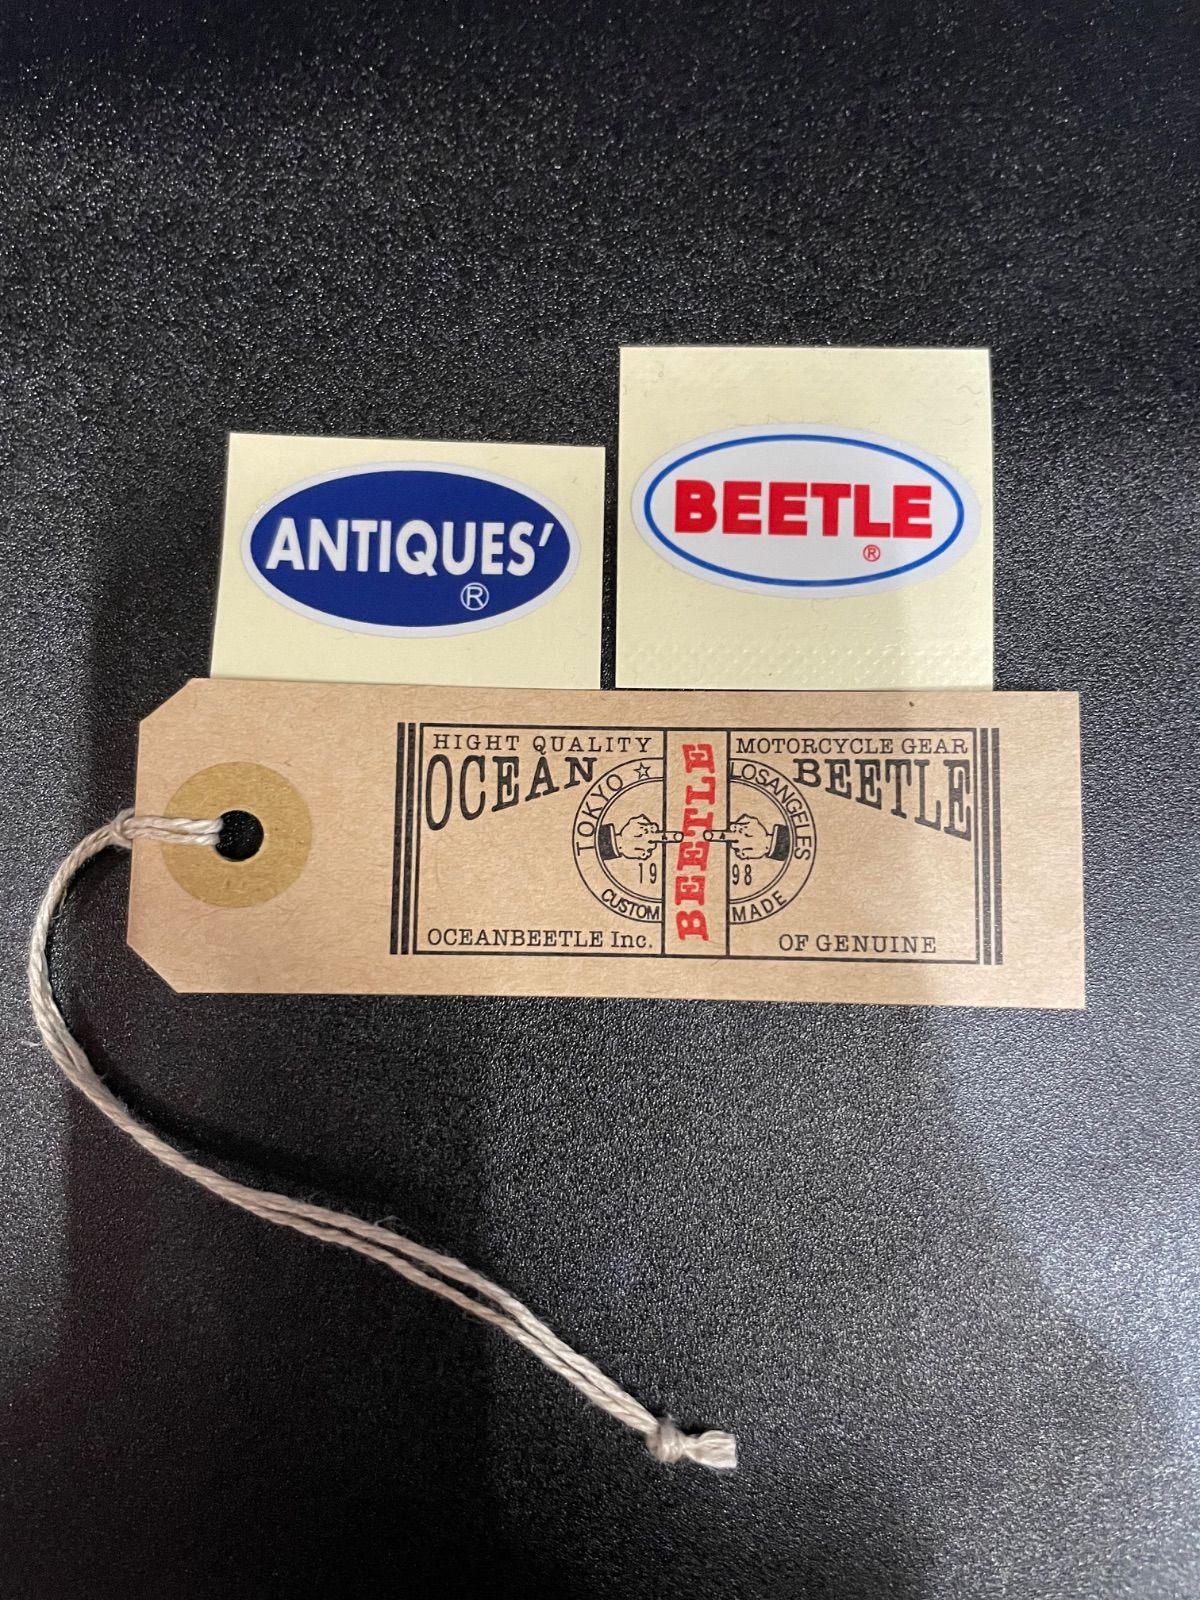 ANTIQUES'
®
BEETLE
®
HIGHT QUALITY
OCEAN
MOTORCYCLE GEAR
BEETLE
TOKYO ☆
LOSANGELES
BEETLE
19 98
CUSTOM MADE
OCEANBEETLE Inc.
OF GENUINE